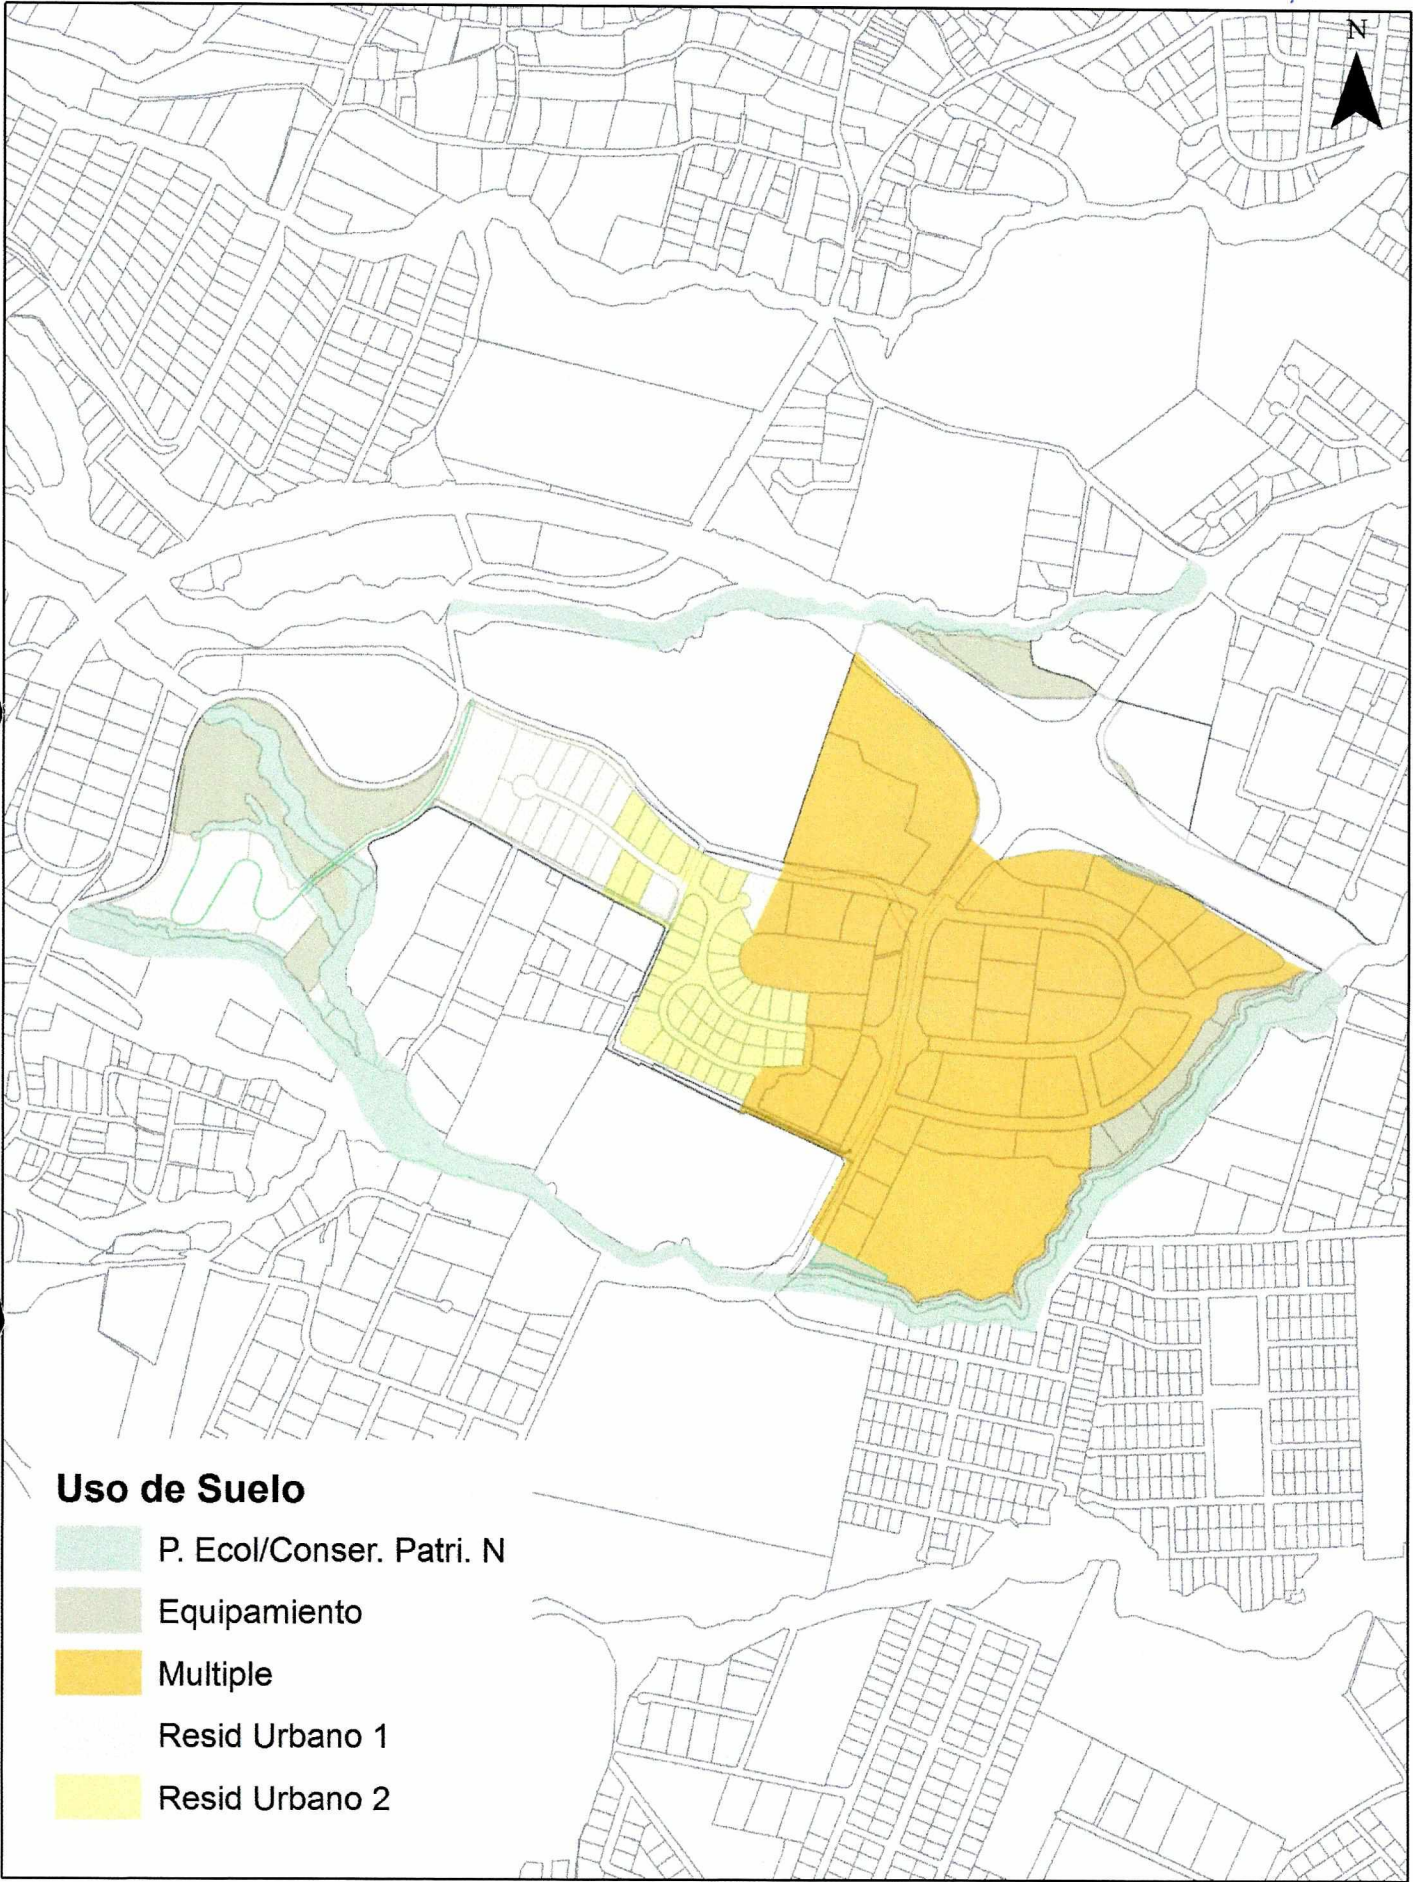 N
Uso de Suelo
P. Ecol/Conser. Patri. N
Equipamiento
Multiple
Resid Urbano 1
Resid Urbano 2